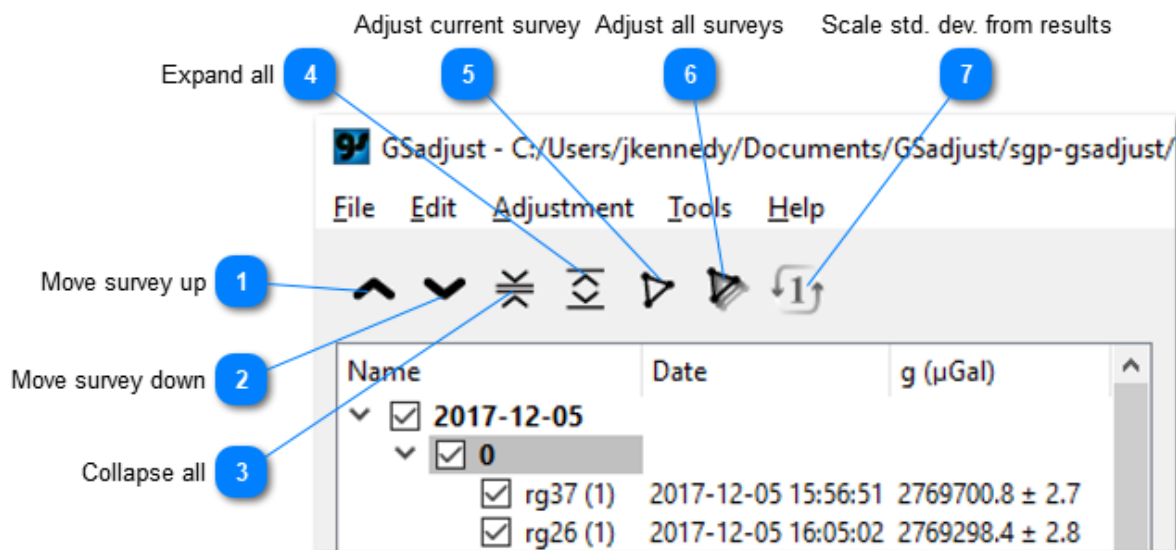 Adjust current survey Adjust all surveys Scale std. dev. from results
Expand all 4 5 6 7
gs GSadjust - C:/Users/jkennedy/Documents/GSadjust/sgp-gsadjust/
File Edit Adjustment Tools Help
Move survey up 1
1
Move survey down 2
Name Date g (µGal)
2017-12-05
0
Collapse all 3
rg37 (1) 2017-12-05 15:56:51 2769700.8 ± 2.7
rg26 (1) 2017-12-05 16:05:02 2769298.4 ± 2.8